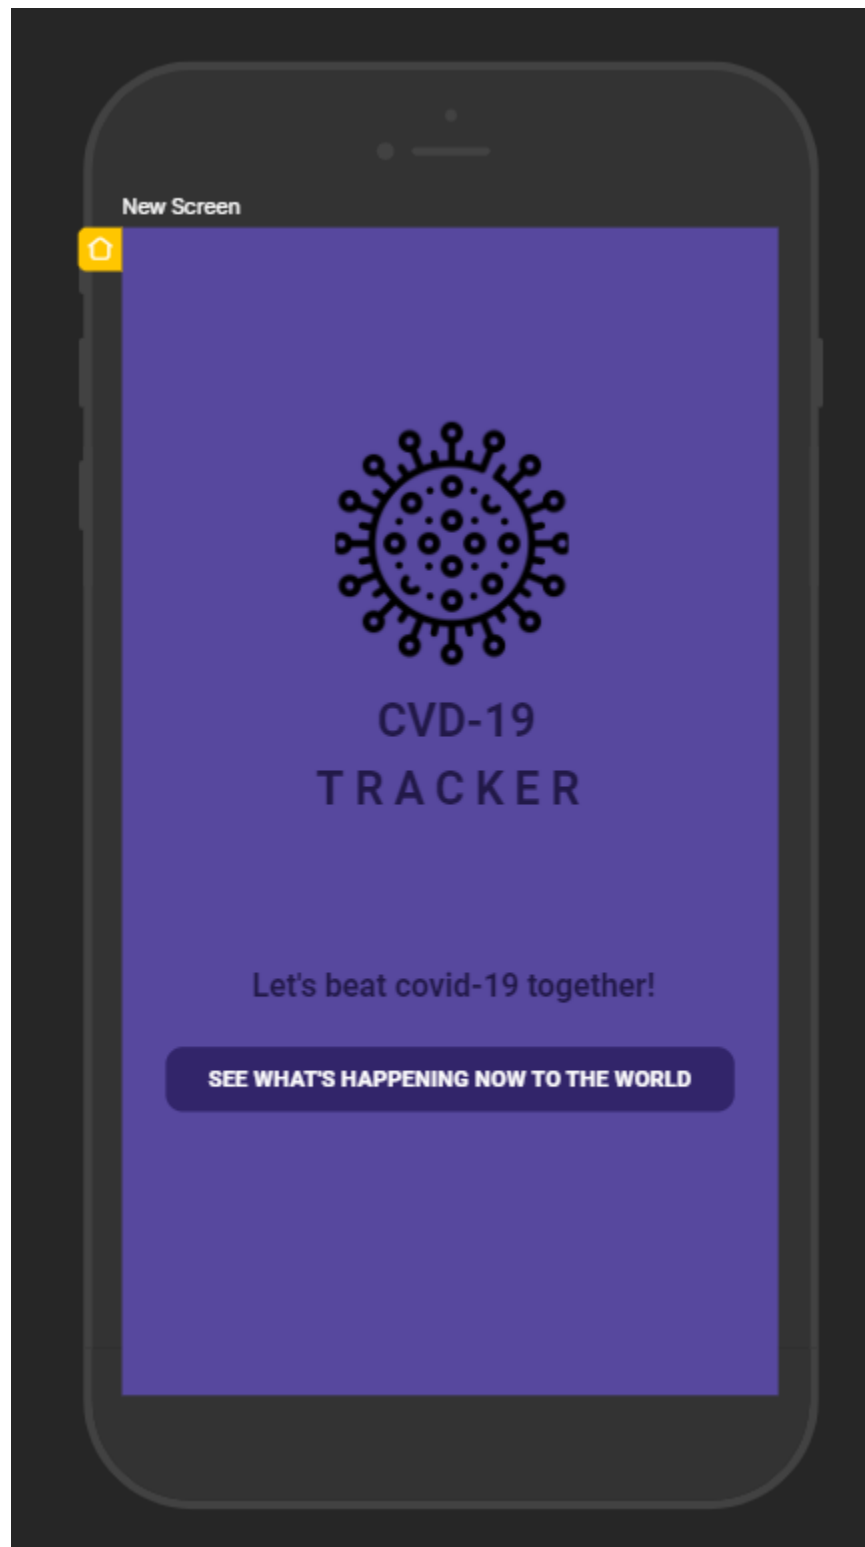 New Screen
CVD-19
TRACKER
Let's beat covid-19 together!
SEE WHAT'S HAPPENING NOW TO THE WORLD